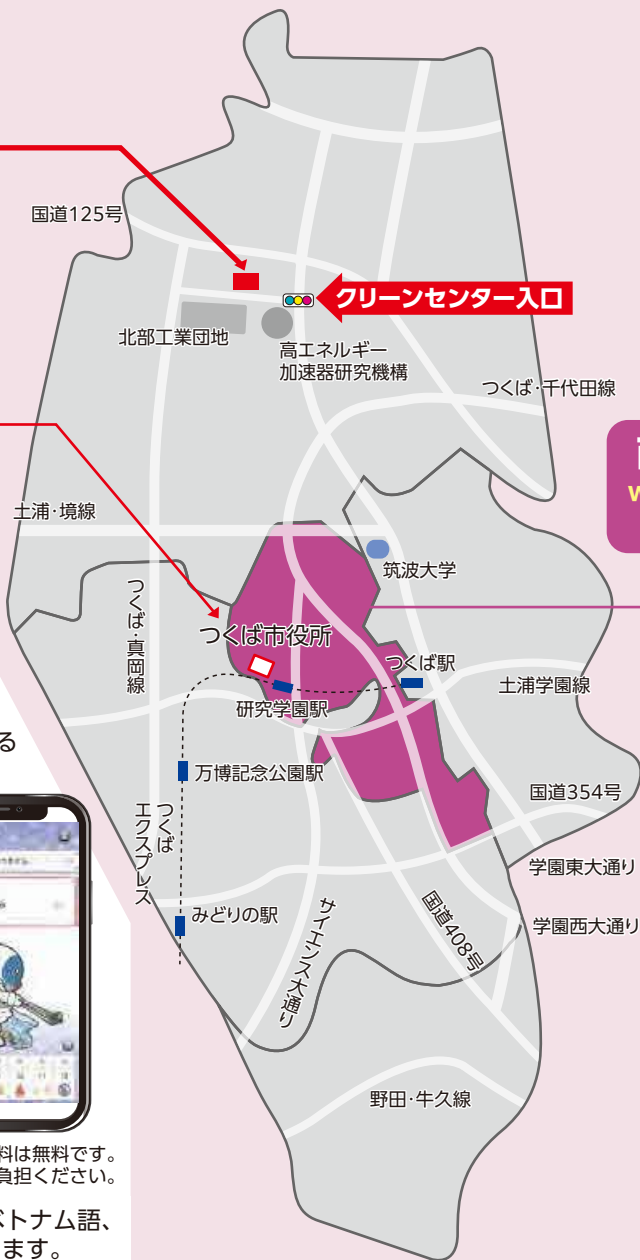 国道125号
クリーンセンター入口
北部工業団地
高エネルギー
加速器研究機構
つくば・千代田線
土浦・境線
筑波大学
つくば・真岡線
つくば市役所
つくば駅
土浦学園線
研究学園駅
る
万博記念公園駅
国道354号
つくば
エクスプレス
学園東大通り
みどりの駅
サイエンス大通り
国道408号
学園西大通り
野田・牛久線
料は無料です。
負担ください。
ベトナム語、
ます。